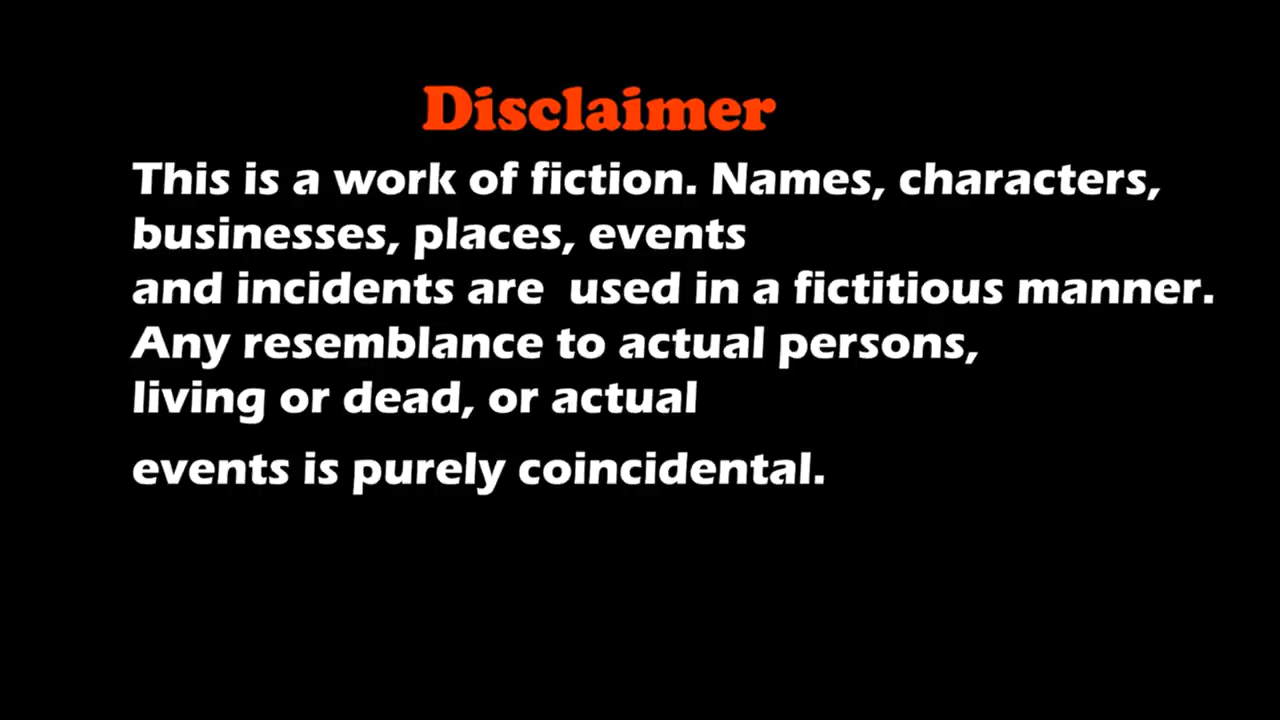 Disclaimer
This is a work of fiction. Names, characters,
businesses, places, events
and incidents are  used in a fictitious manner.
Any resemblance to actual persons,
living or dead, or actual
events is purely coincidental.